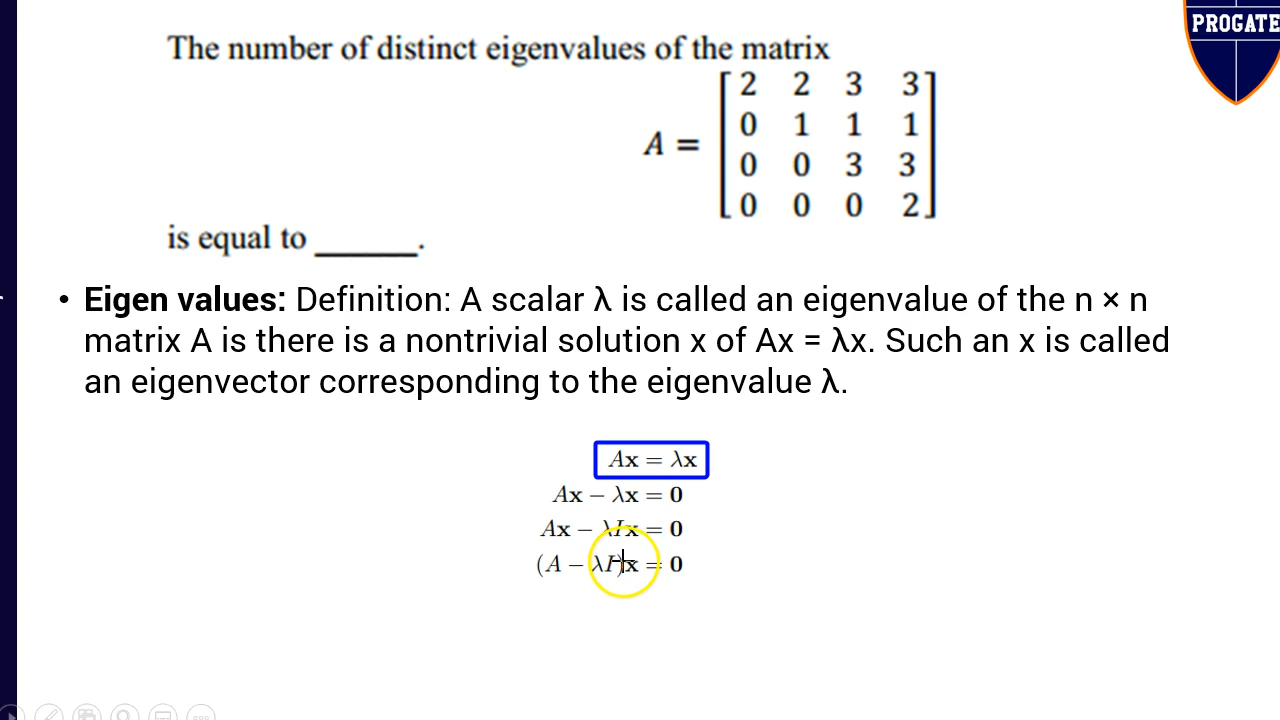 PROGATE
The number of distinct eigenvalues of the matrix
A = [2 2 3 3
0 1 1 1
0 0 3 3
0 0 0 2]
is equal to ______.
• Eigen values: Definition: A scalar λ is called an eigenvalue of the n × n
matrix A is there is a nontrivial solution x of Ax = λx. Such an x is called
an eigenvector corresponding to the eigenvalue λ.
Ax = λx
Ax − λx = 0
Ax − λIx = 0
(A − λI)x = 0